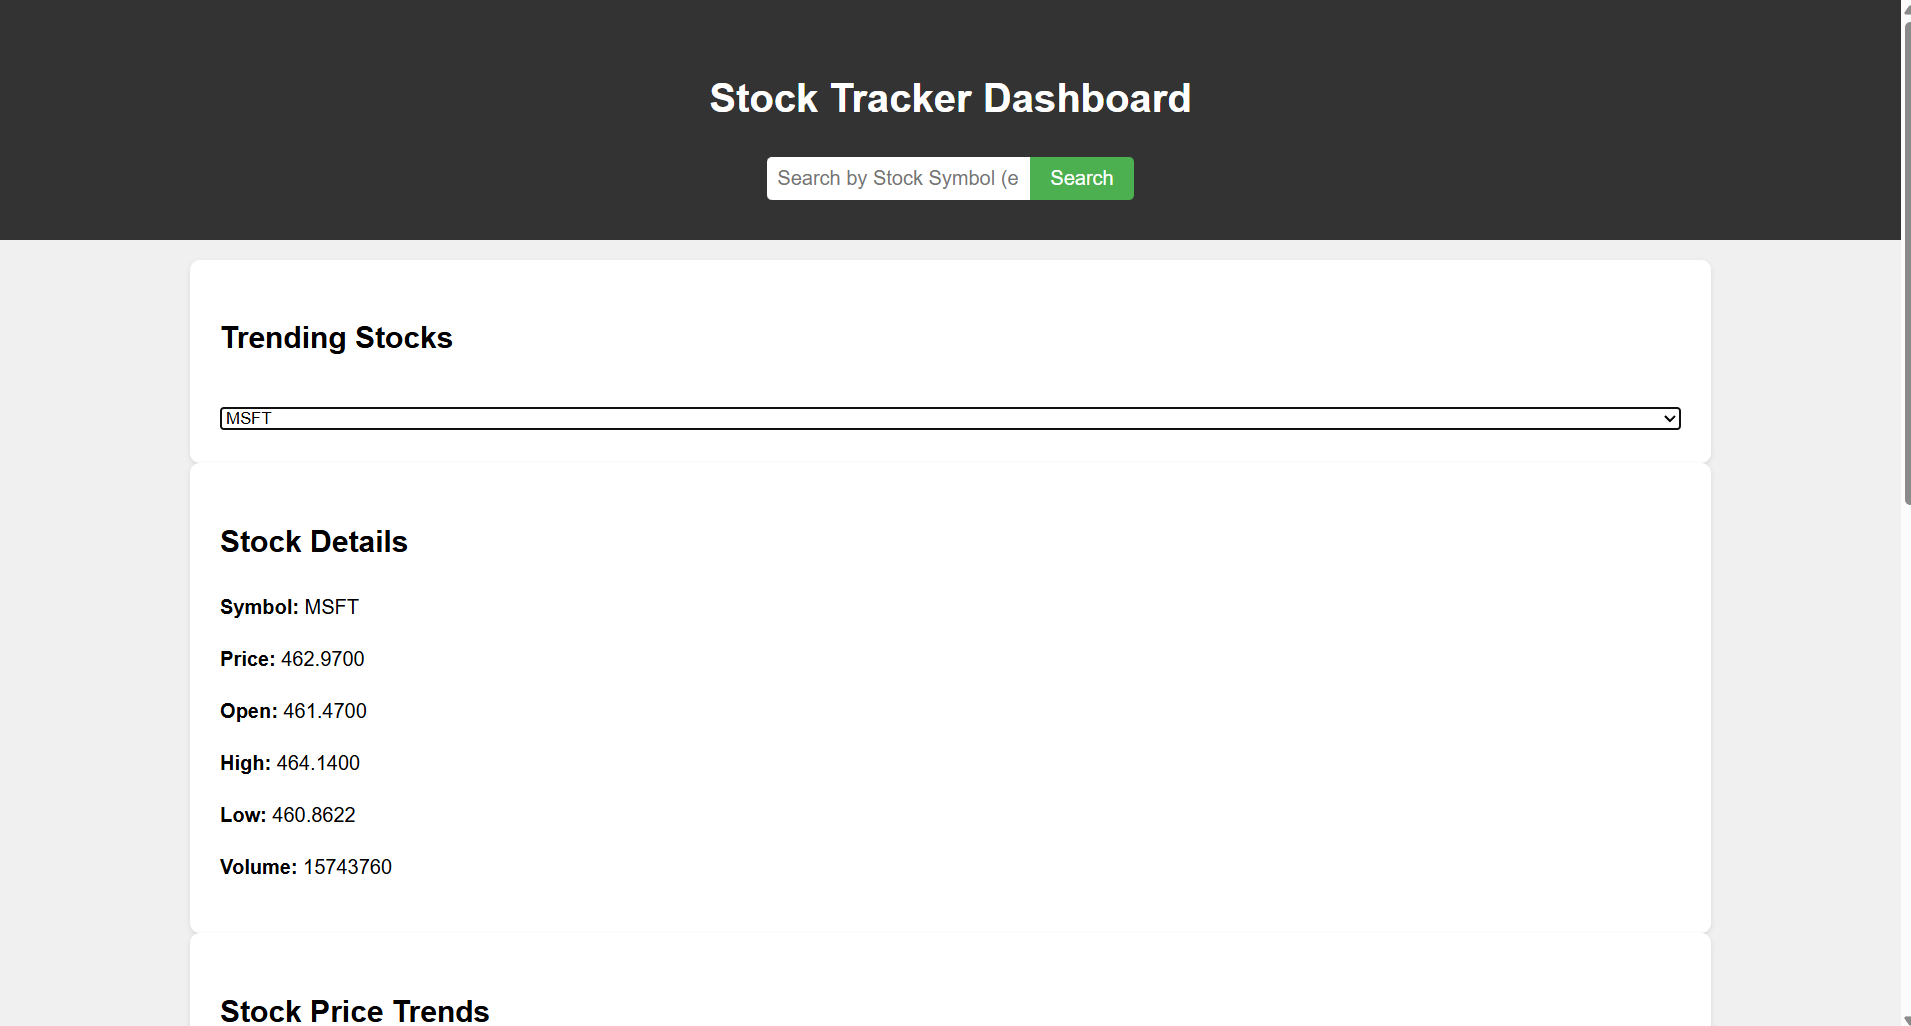 Stock Tracker Dashboard
Search by Stock Symbol (e
Search
Trending Stocks
MSFT
Stock Details
Symbol: MSFT
Price: 462.9700
Open: 461.4700
High: 464.1400
Low: 460.8622
Volume: 15743760
Stock Price Trends